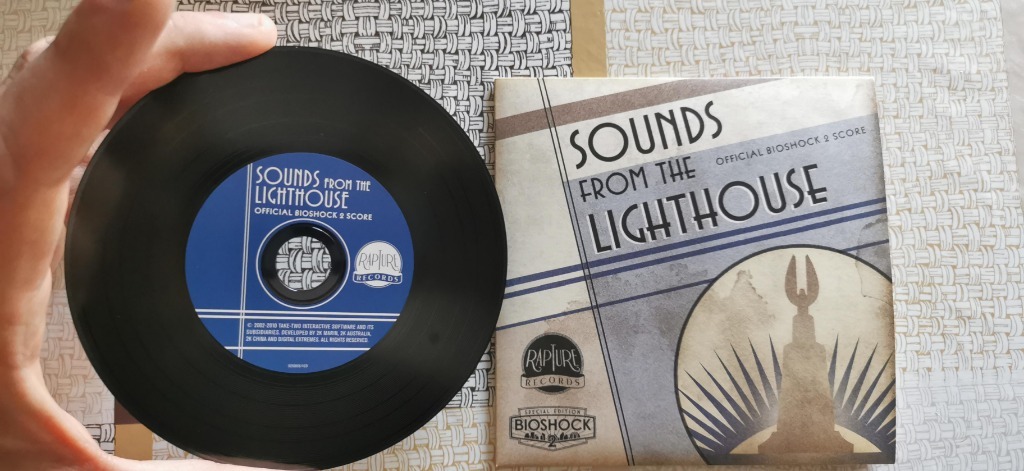 SOUNDS FROM THE
LIGHTHOUSE
OFFICIAL BIOSHOCK 2 SCORE
RAPTURE
RECORDS
© 2002-2010 TAKE-TWO INTERACTIVE SOFTWARE AND ITS
SUBSIDIARIES. DEVELOPED BY 2K MARIN, 2K AUSTRALIA,
2K CHINA AND DIGITAL EXTREMES. ALL RIGHTS RESERVED.
SOUNDS
FROM THE
OFFICIAL BIOSHOCK 2 SCORE
LIGHTHOUSE
RAPTURE
RECORDS
SPECIAL EDITION
BIOSHOCK
2